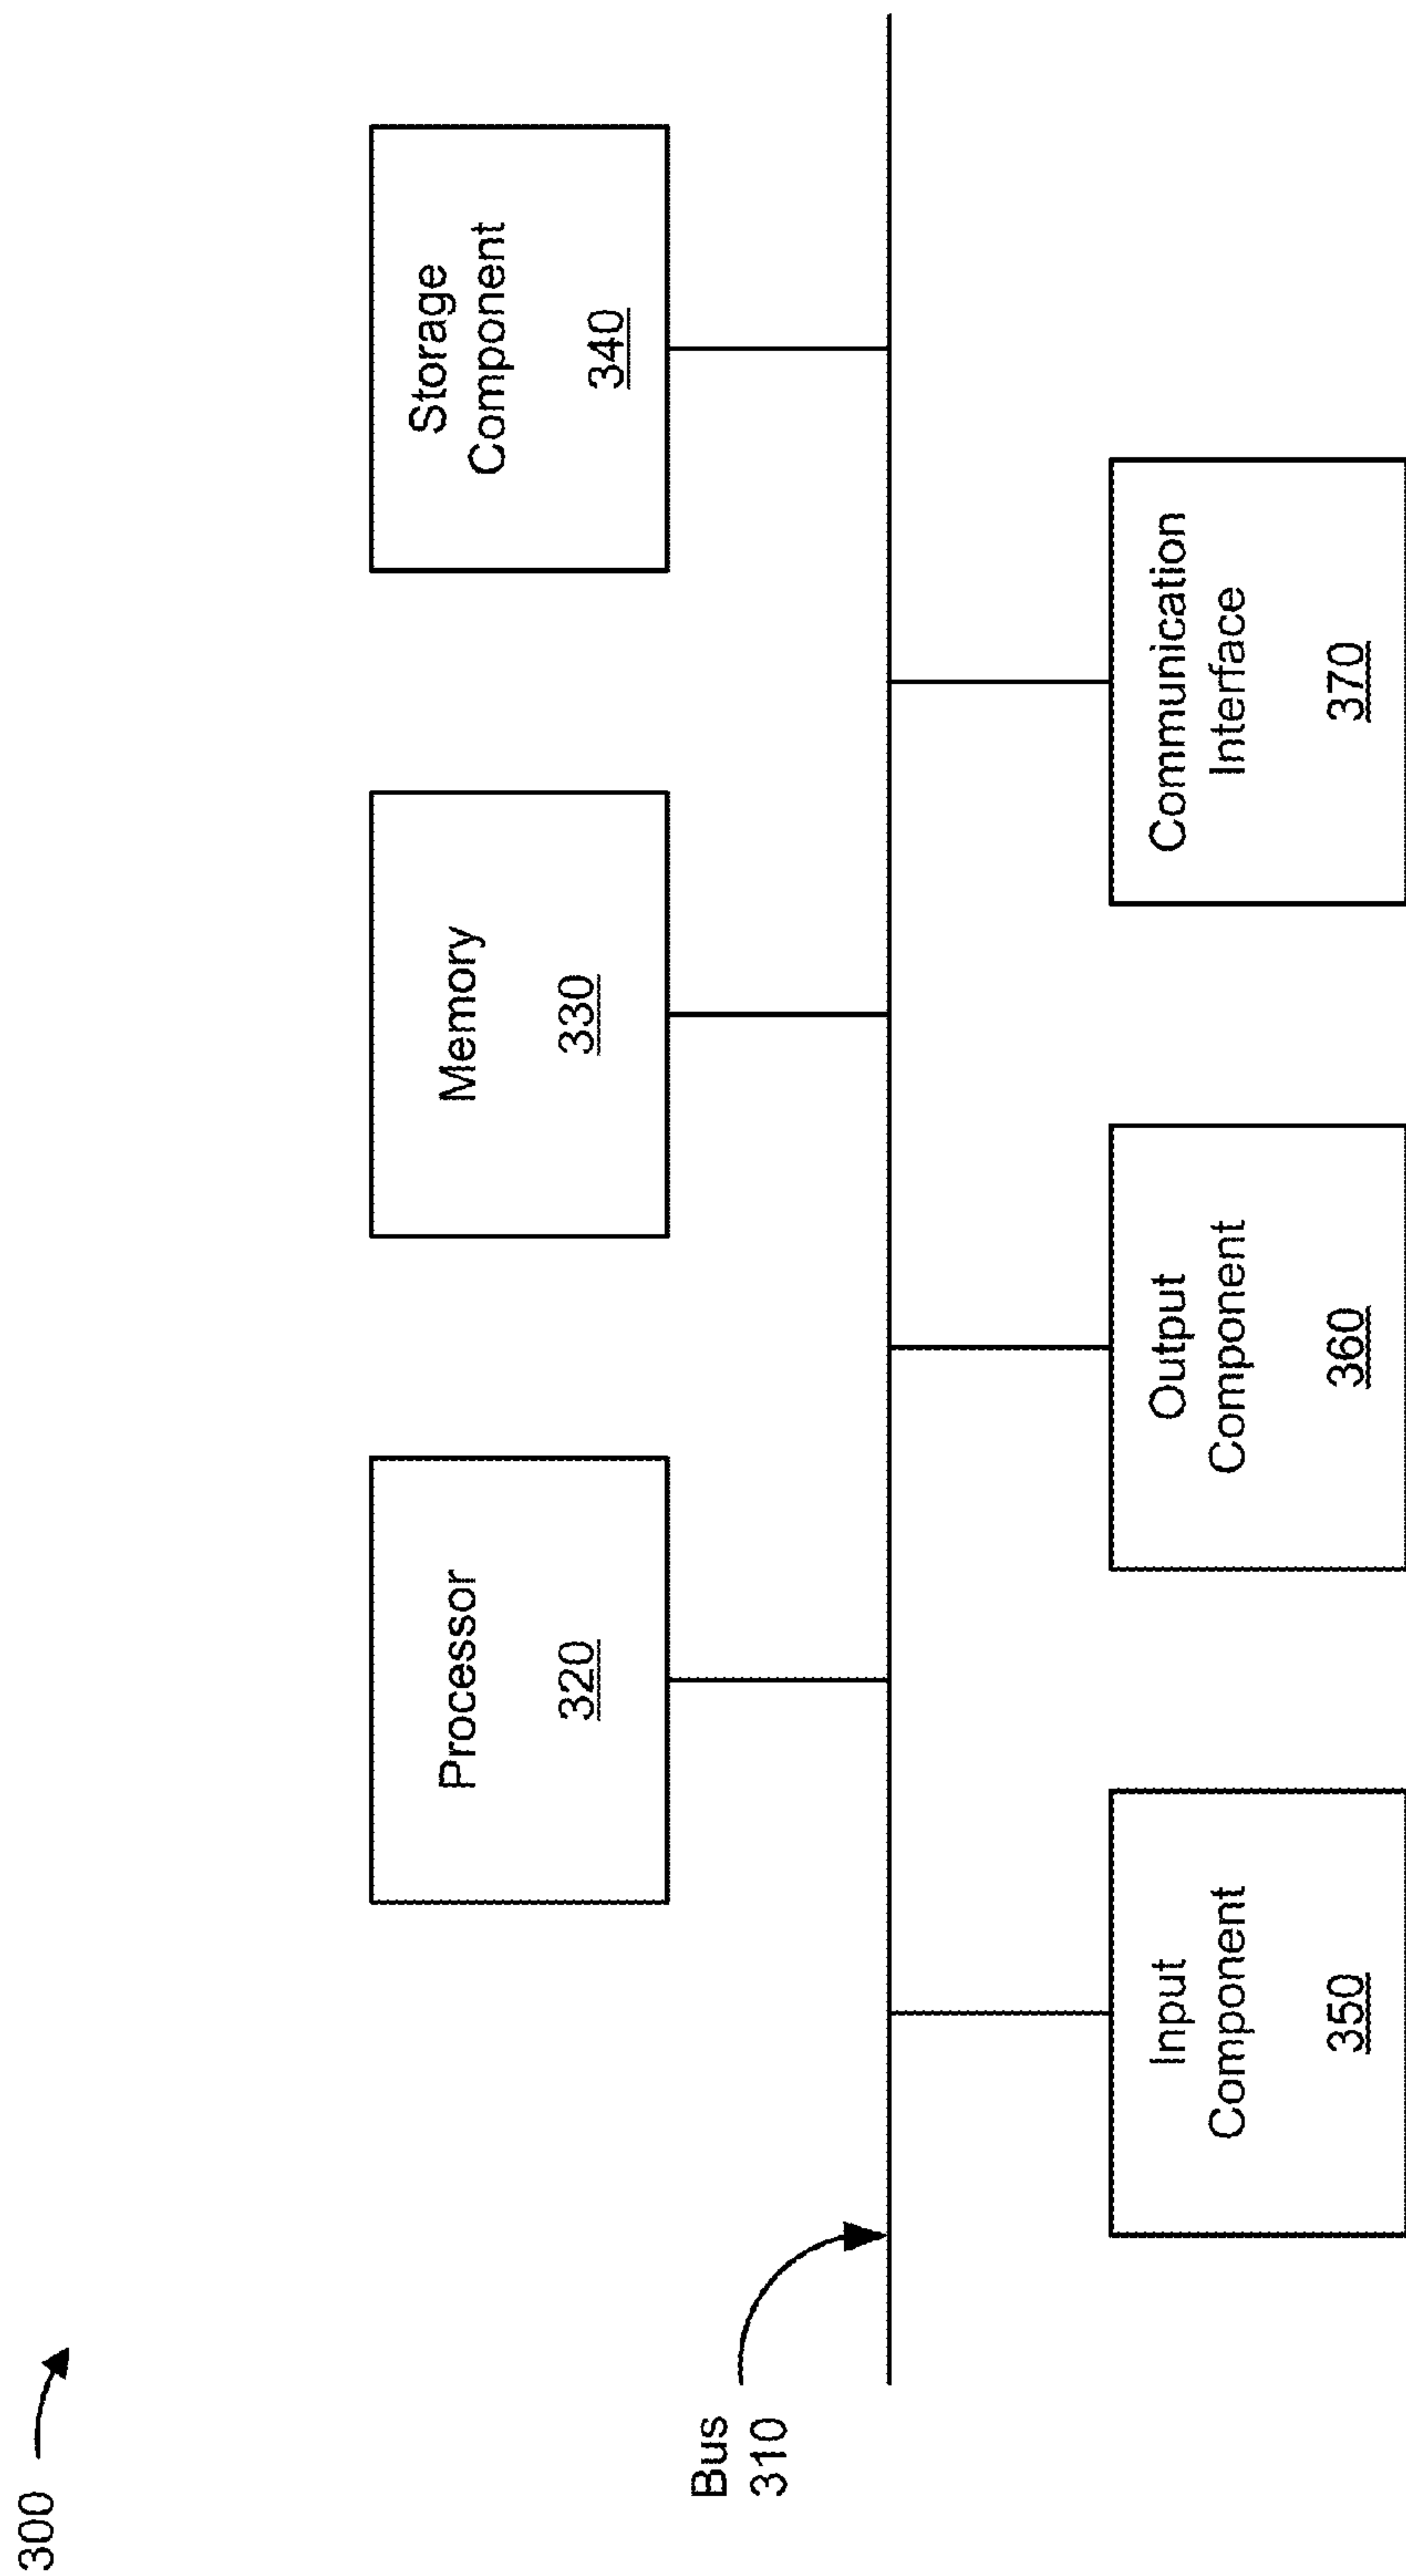 300
Bus
310
Processor
320
Memory
330
Storage
Component
340
Input
Component
350
Output
Component
360
Communication
Interface
370